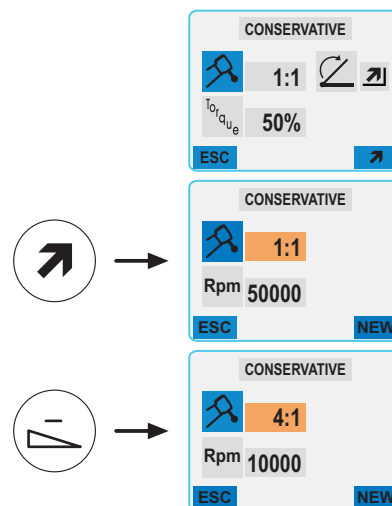 CONSERVATIVE
1:1
Torque 50%
ESC
CONSERVATIVE
1:1
Rpm 50000
ESC NEW
CONSERVATIVE
4:1
Rpm 10000
ESC NEW